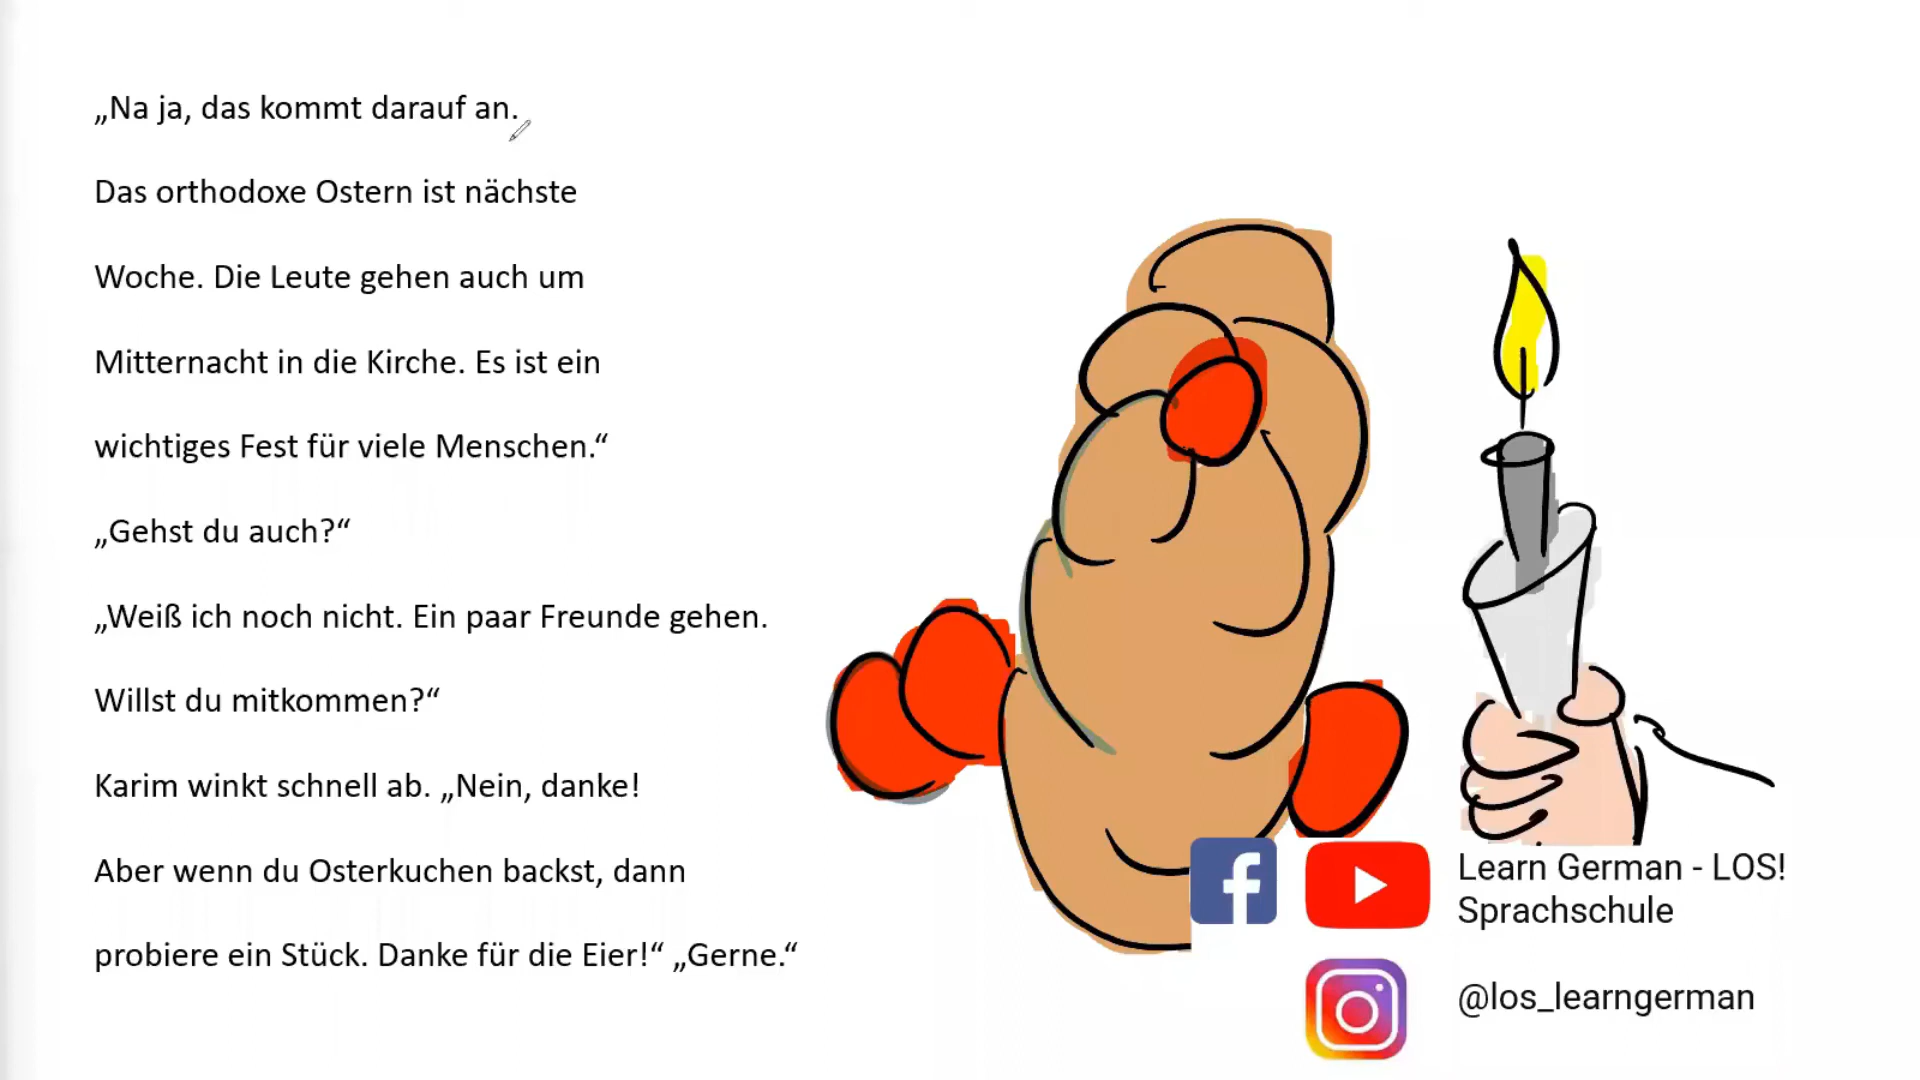 „Na ja, das kommt darauf an.
Das orthodoxe Ostern ist nächste
Woche. Die Leute gehen auch um
Mitternacht in die Kirche. Es ist ein
wichtiges Fest für viele Menschen.“
„Gehst du auch?“
„Weiß ich noch nicht. Ein paar Freunde gehen.
Willst du mitkommen?“
Karim winkt schnell ab. „Nein, danke!
Aber wenn du Osterkuchen backst, dann
probiere ein Stück. Danke für die Eier!“ „Gerne.“
Learn German - LOS!
Sprachschule
@los_learngerman